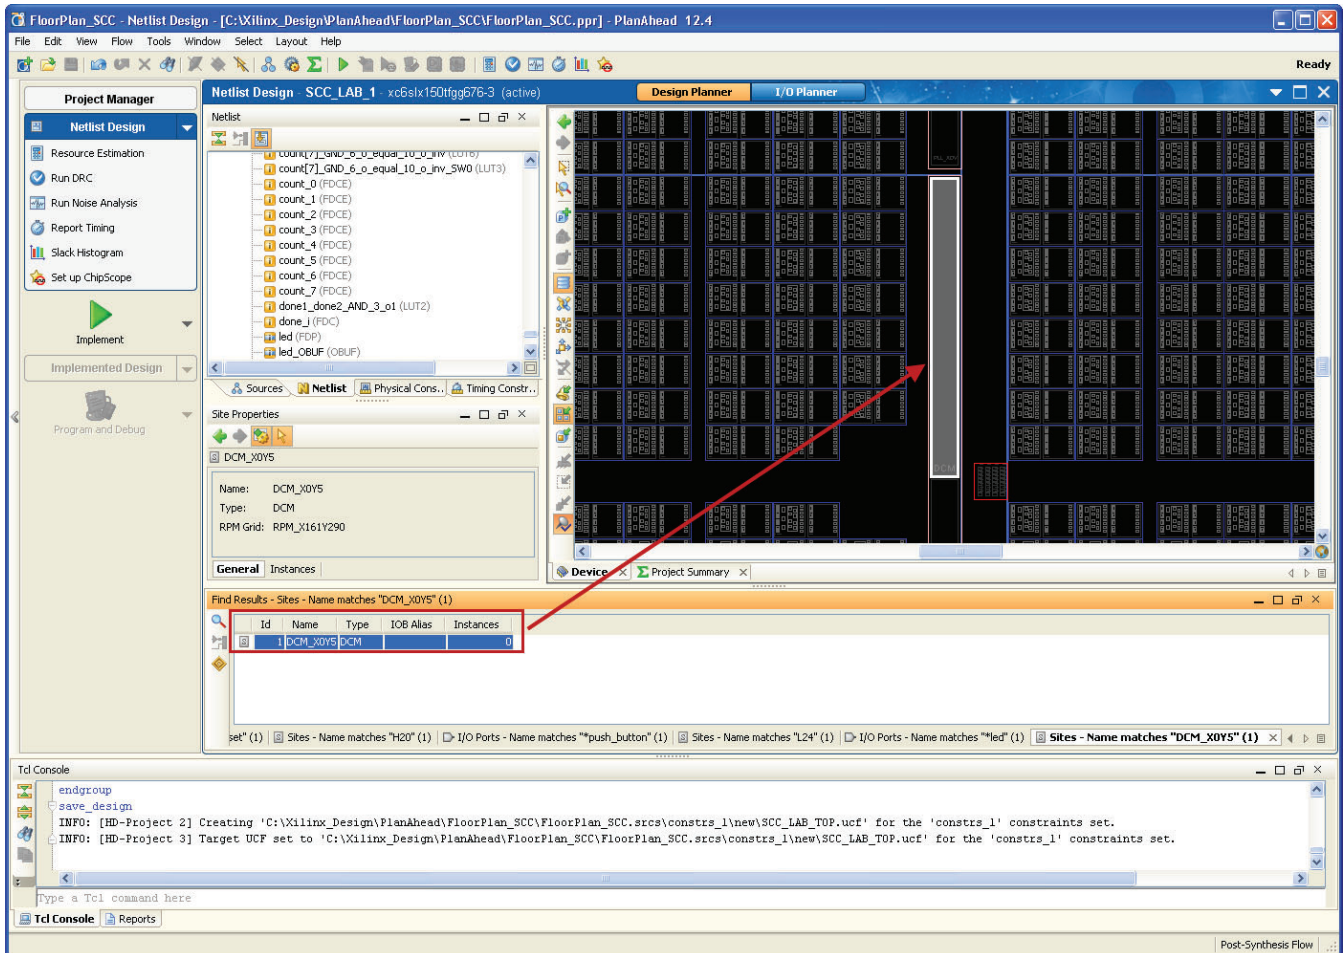 FloorPlan_SCC - Netlist Design - [C:\Xilinx_Design\PlanAhead\FloorPlan_SCC\FloorPlan_SCC.ppr] - PlanAhead 12.4
File Edit View Flow Tools Window Select Layout Help
Ready
Project Manager
Netlist Design
Resource Estimation
Run DRC
Run Noise Analysis
Report Timing
Slack Histogram
Set up ChipScope
Implement
Implemented Design
Program and Debug
Netlist Design - SCC_LAB_1 - xc6slx150tfgg676-3 (active)
Design Planner
I/O Planner
Netlist
count[7]_GND_6_o_equal_10_o_inv (LUT6)
count[7]_GND_6_o_equal_10_o_inv_SW0 (LUT3)
count_0 (FDCE)
count_1 (FDCE)
count_2 (FDCE)
count_3 (FDCE)
count_4 (FDCE)
count_5 (FDCE)
count_6 (FDCE)
count_7 (FDCE)
done1_done2_AND_3_o1 (LUT2)
done_i (FDC)
led (FDP)
led_OBUF (OBUF)
Sources Netlist Physical Cons.. Timing Constr..
Site Properties
DCM_X0Y5
Name: DCM_X0Y5
Type: DCM
RPM Grid: RPM_X161Y290
General Instances
PLL_ADV
DCM
Device Project Summary
Find Results - Sites - Name matches "DCM_X0Y5" (1)
Id Name Type IOB Alias Instances
1 DCM_X0Y5 DCM 0
set" (1) Sites - Name matches "H20" (1) I/O Ports - Name matches "*push_button" (1) Sites - Name matches "L24" (1) I/O Ports - Name matches "*led" (1) Sites - Name matches "DCM_X0Y5" (1)
Tcl Console
endgroup
save_design
INFO: [HD-Project 2] Creating 'C:\Xilinx_Design\PlanAhead\FloorPlan_SCC\FloorPlan_SCC.srcs\constrs_1\new\SCC_LAB_TOP.ucf' for the 'constrs_1' constraints set.
INFO: [HD-Project 3] Target UCF set to 'C:\Xilinx_Design\PlanAhead\FloorPlan_SCC\FloorPlan_SCC.srcs\constrs_1\new\SCC_LAB_TOP.ucf' for the 'constrs_1' constraints set.
Type a Tcl command here
Tcl Console Reports
Post-Synthesis Flow